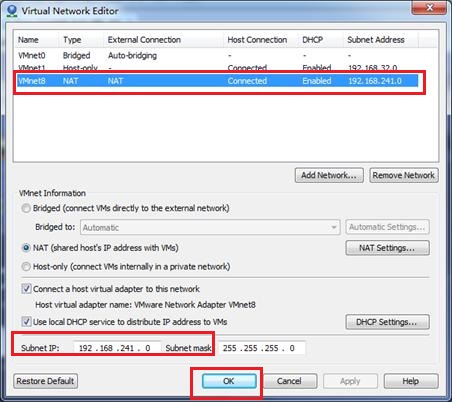 Virtual Network Editor
Name Type External Connection Host Connection DHCP Subnet Address
VMnet0 Bridged Auto-bridging - - -
VMnet1 Host-only - Connected Enabled 192.168.32.0
VMnet8 NAT NAT Connected Enabled 192.168.241.0
Add Network... Remove Network
VMnet Information
Bridged (connect VMs directly to the external network)
Bridged to: Automatic Automatic Settings...
NAT (shared host's IP address with VMs) NAT Settings...
Host-only (connect VMs internally in a private network)
Connect a host virtual adapter to this network
Host virtual adapter name: VMware Network Adapter VMnet8
Use local DHCP service to distribute IP address to VMs DHCP Settings...
Subnet IP: 192 .168 .241 . 0 Subnet mask: 255 .255 .255 . 0
Restore Default OK Cancel Apply Help